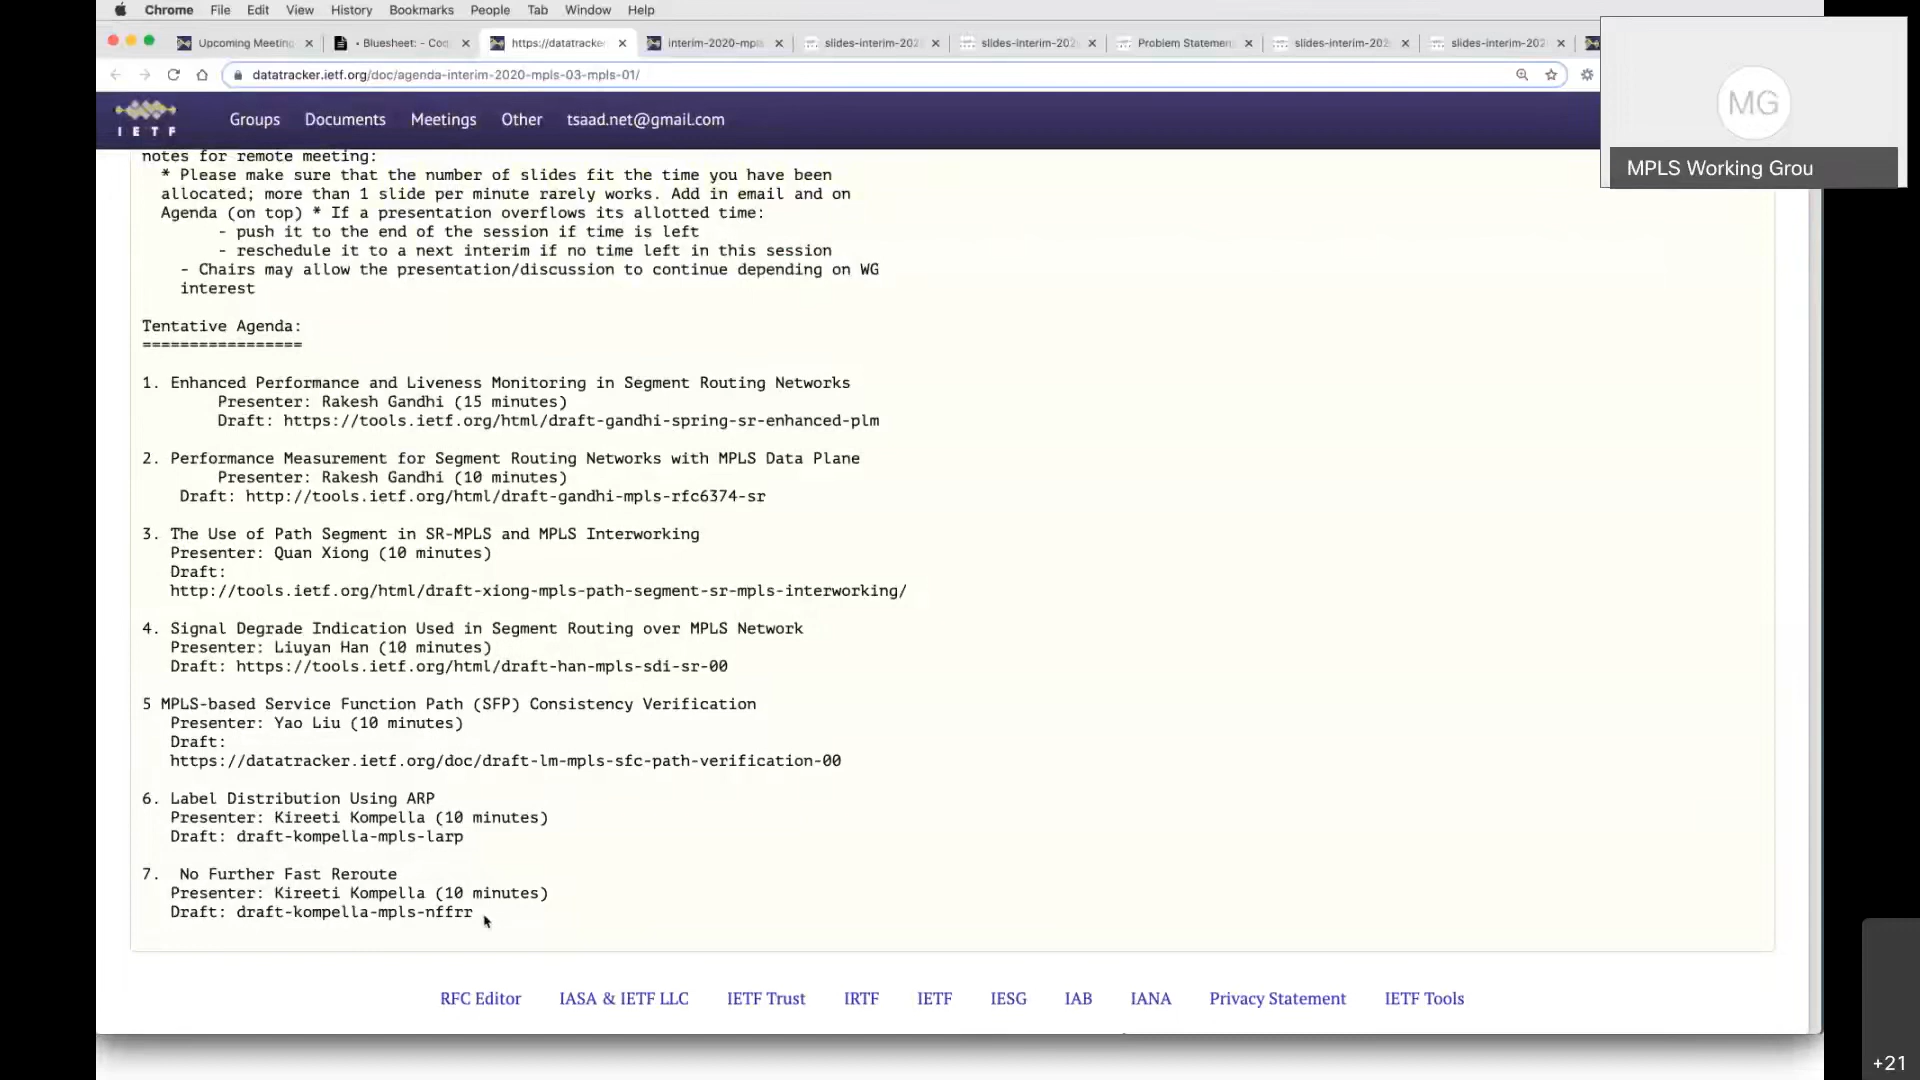 Chrome File Edit View History Bookmarks People Tab Window Help
Upcoming Meeting • Bluesheet: - Cod https://datatracke interim-2020-mpls slides-interim-202 slides-interim-202 Problem Statement slides-interim-202 slides-interim-202
datatracker.ietf.org/doc/agenda-interim-2020-mpls-03-mpls-01/
IETF Groups Documents Meetings Other tsaad.net@gmail.com
MG
MPLS Working Grou
notes for remote meeting:
* Please make sure that the number of slides fit the time you have been
allocated; more than 1 slide per minute rarely works. Add in email and on
Agenda (on top) * If a presentation overflows its allotted time:
- push it to the end of the session if time is left
- reschedule it to a next interim if no time left in this session
- Chairs may allow the presentation/discussion to continue depending on WG
interest
Tentative Agenda:
=================
1. Enhanced Performance and Liveness Monitoring in Segment Routing Networks
Presenter: Rakesh Gandhi (15 minutes)
Draft: https://tools.ietf.org/html/draft-gandhi-spring-sr-enhanced-plm
2. Performance Measurement for Segment Routing Networks with MPLS Data Plane
Presenter: Rakesh Gandhi (10 minutes)
Draft: http://tools.ietf.org/html/draft-gandhi-mpls-rfc6374-sr
3. The Use of Path Segment in SR-MPLS and MPLS Interworking
Presenter: Quan Xiong (10 minutes)
Draft:
http://tools.ietf.org/html/draft-xiong-mpls-path-segment-sr-mpls-interworking/
4. Signal Degrade Indication Used in Segment Routing over MPLS Network
Presenter: Liuyan Han (10 minutes)
Draft: https://tools.ietf.org/html/draft-han-mpls-sdi-sr-00
5 MPLS-based Service Function Path (SFP) Consistency Verification
Presenter: Yao Liu (10 minutes)
Draft:
https://datatracker.ietf.org/doc/draft-lm-mpls-sfc-path-verification-00
6. Label Distribution Using ARP
Presenter: Kireeti Kompella (10 minutes)
Draft: draft-kompella-mpls-larp
7. No Further Fast Reroute
Presenter: Kireeti Kompella (10 minutes)
Draft: draft-kompella-mpls-nffrr
RFC Editor IASA & IETF LLC IETF Trust IRTF IETF IESG IAB IANA Privacy Statement IETF Tools
+21